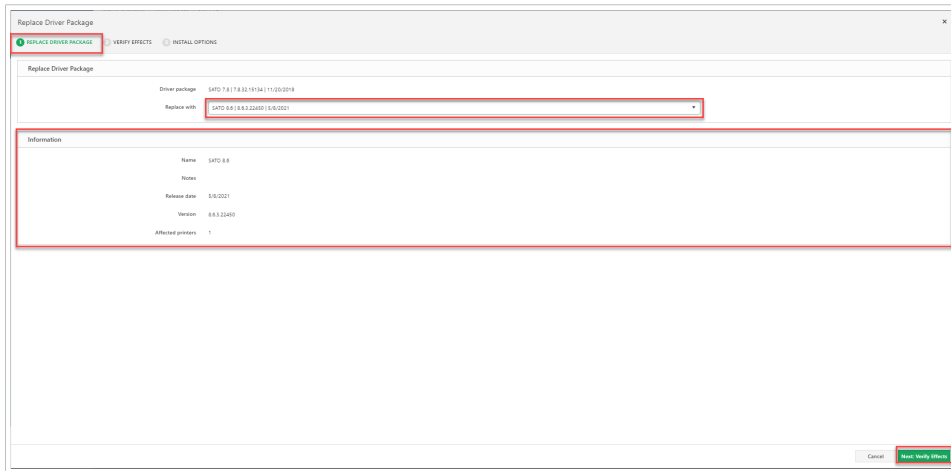 Replace Driver Package
1 REPLACE DRIVER PACKAGE 2 VERIFY EFFECTS 3 INSTALL OPTIONS
Replace Driver Package
Driver package SATO 7.8 | 7.8.32.15134 | 11/20/2018
Replace with SATO 8.6 | 8.6.3.22450 | 5/6/2021
Information
Name SATO 8.6
Notes
Release date 5/6/2021
Version 8.6.3.22450
Affected printers 1
Cancel Next: Verify Effects